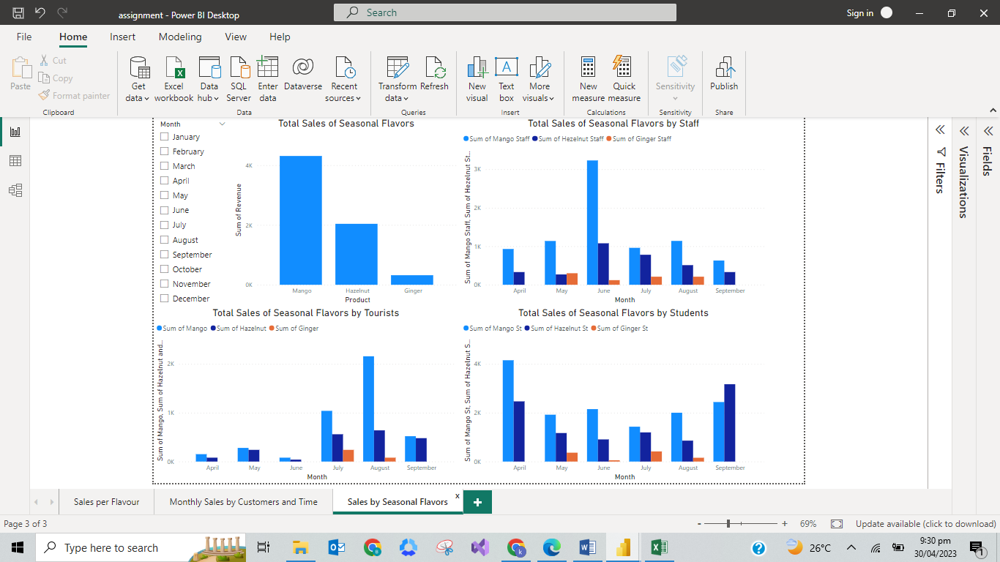 assignment - Power BI Desktop
Search
Sign in
File Home Insert Modeling View Help
Paste
Cut
Copy
Format painter
Clipboard
Get data
Excel workbook
Data hub
SQL Server
Enter data
Dataverse
Recent sources
Data
Transform data
Refresh
Queries
New visual
Text box
More visuals
Insert
New measure
Quick measure
Calculations
Sensitivity
Sensitivity
Publish
Share
Month
January
February
March
April
May
June
July
August
September
October
November
December
Total Sales of Seasonal Flavors
Sum of Revenue
4K
2K
0K
Mango Hazelnut Ginger
Product
Total Sales of Seasonal Flavors by Staff
Sum of Mango Staff Sum of Hezelnut Staff Sum of Ginger Staff
Sum of Mango Staff, Sum of Hezelnut St...
3K
2K
1K
0K
April May June July August September
Month
Total Sales of Seasonal Flavors by Tourists
Sum of Mango Sum of Hazelnut Sum of Ginger
Sum of Mango, Sum of Hazelnut and...
2K
1K
0K
April May June July August September
Month
Total Sales of Seasonal Flavors by Students
Sum of Mango St Sum of Hazelnut St Sum of Ginger St
Sum of Mango St, Sum of Hazelnut S...
4K
2K
0K
April May June July August September
Month
Filters
Visualizations
Fields
Sales per Flavour
Monthly Sales by Customers and Time
Sales by Seasonal Flavors
x
Page 3 of 3
- + 69%
Update available (click to download)
Type here to search
26°C
9:30 pm
30/04/2023
1